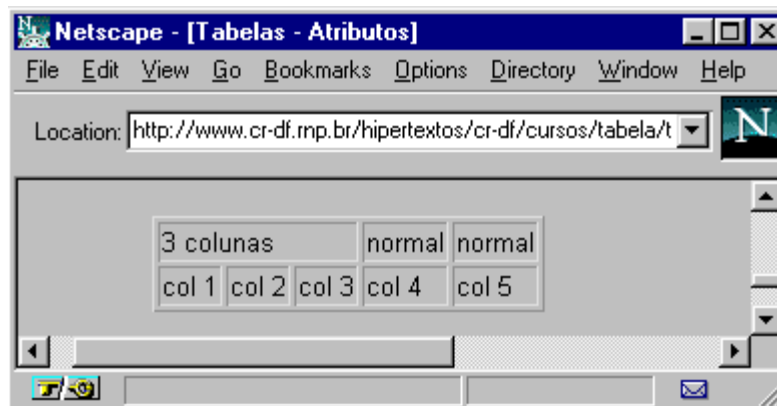 Netscape - [Tabelas - Atributos]
File Edit View Go Bookmarks Options Directory Window Help
Location: http://www.cr-df.rnp.br/hipertextos/cr-df/cursos/tabela/t
N
3 colunas normal normal
col 1 col 2 col 3 col 4 col 5